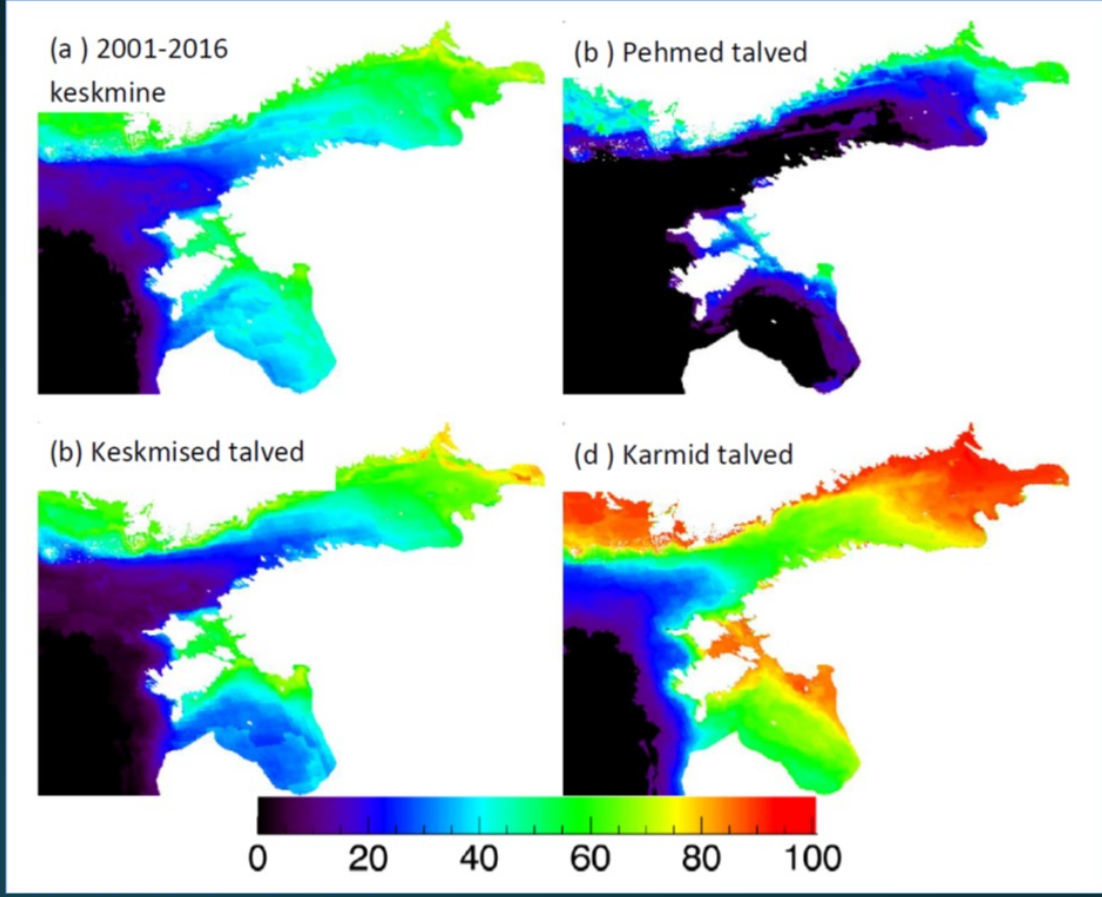 (a ) 2001-2016
keskmine
(b ) Pehmed talved
(b) Keskmised talved
(d ) Karmid talved
0 20 40 60 80 100